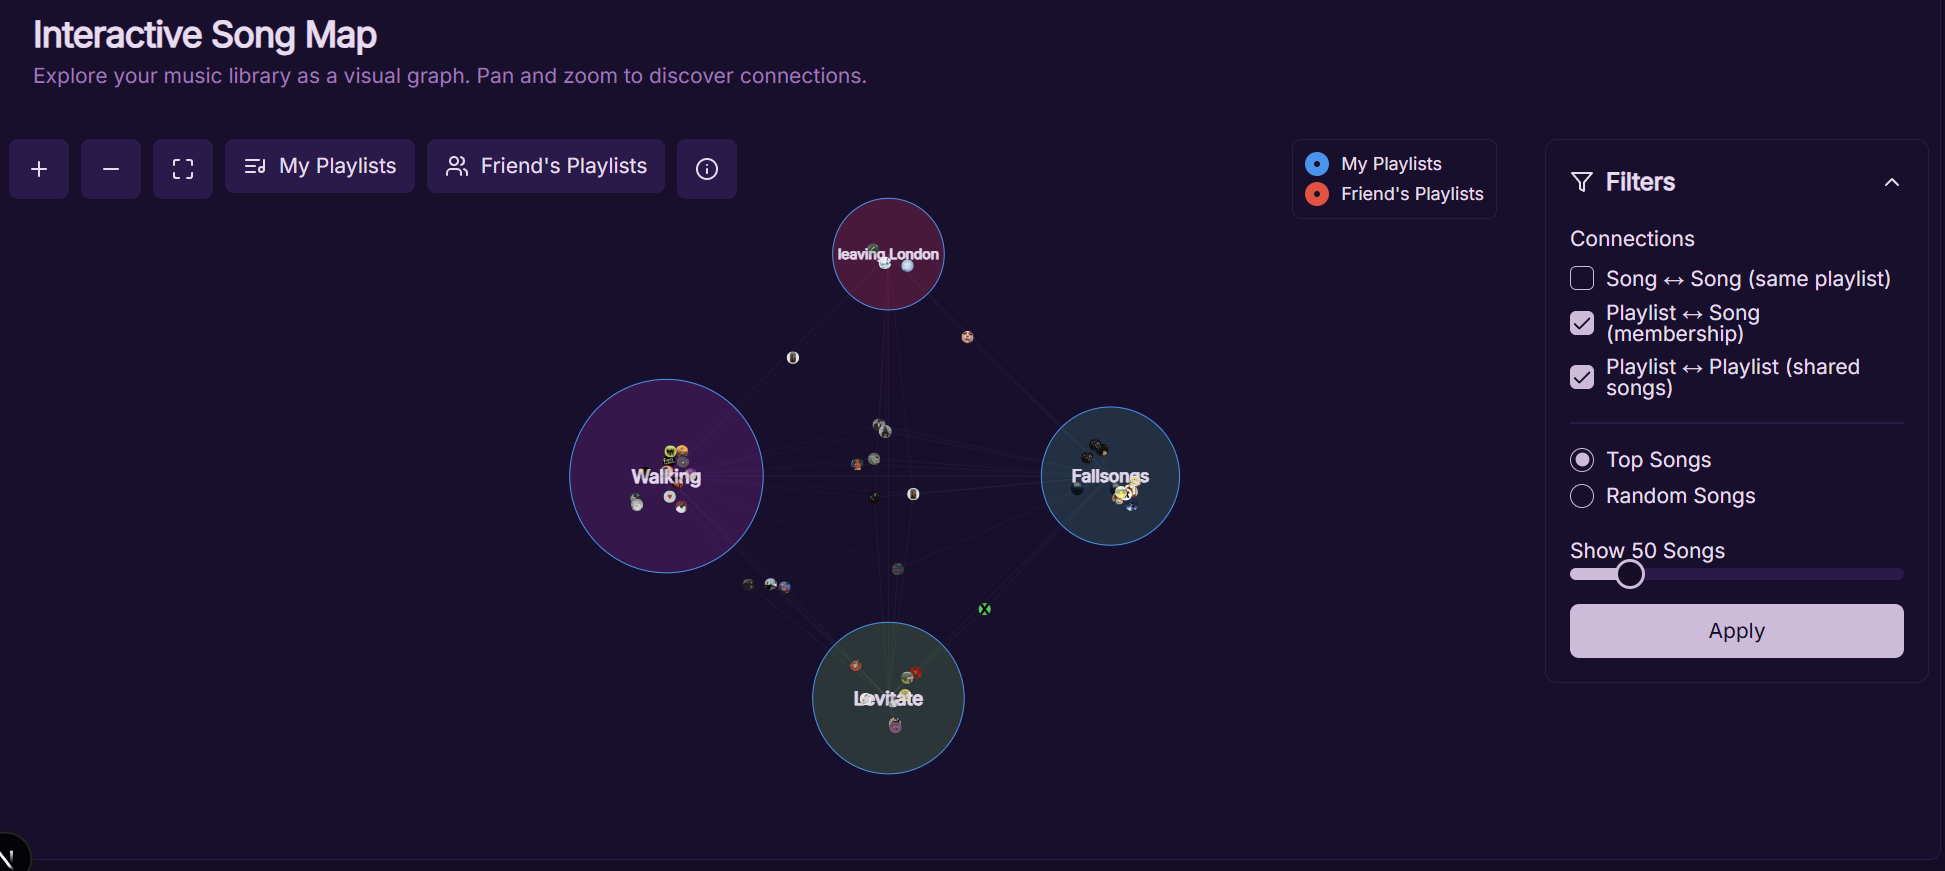 Interactive Song Map
Explore your music library as a visual graph. Pan and zoom to discover connections.
My Playlists
Friend's Playlists
My Playlists
Friend's Playlists
leaving London
Walking
Fallsongs
Levitate
Filters
Connections
Song ↔ Song (same playlist)
Playlist ↔ Song
(membership)
Playlist ↔ Playlist (shared
songs)
Top Songs
Random Songs
Show 50 Songs
Apply